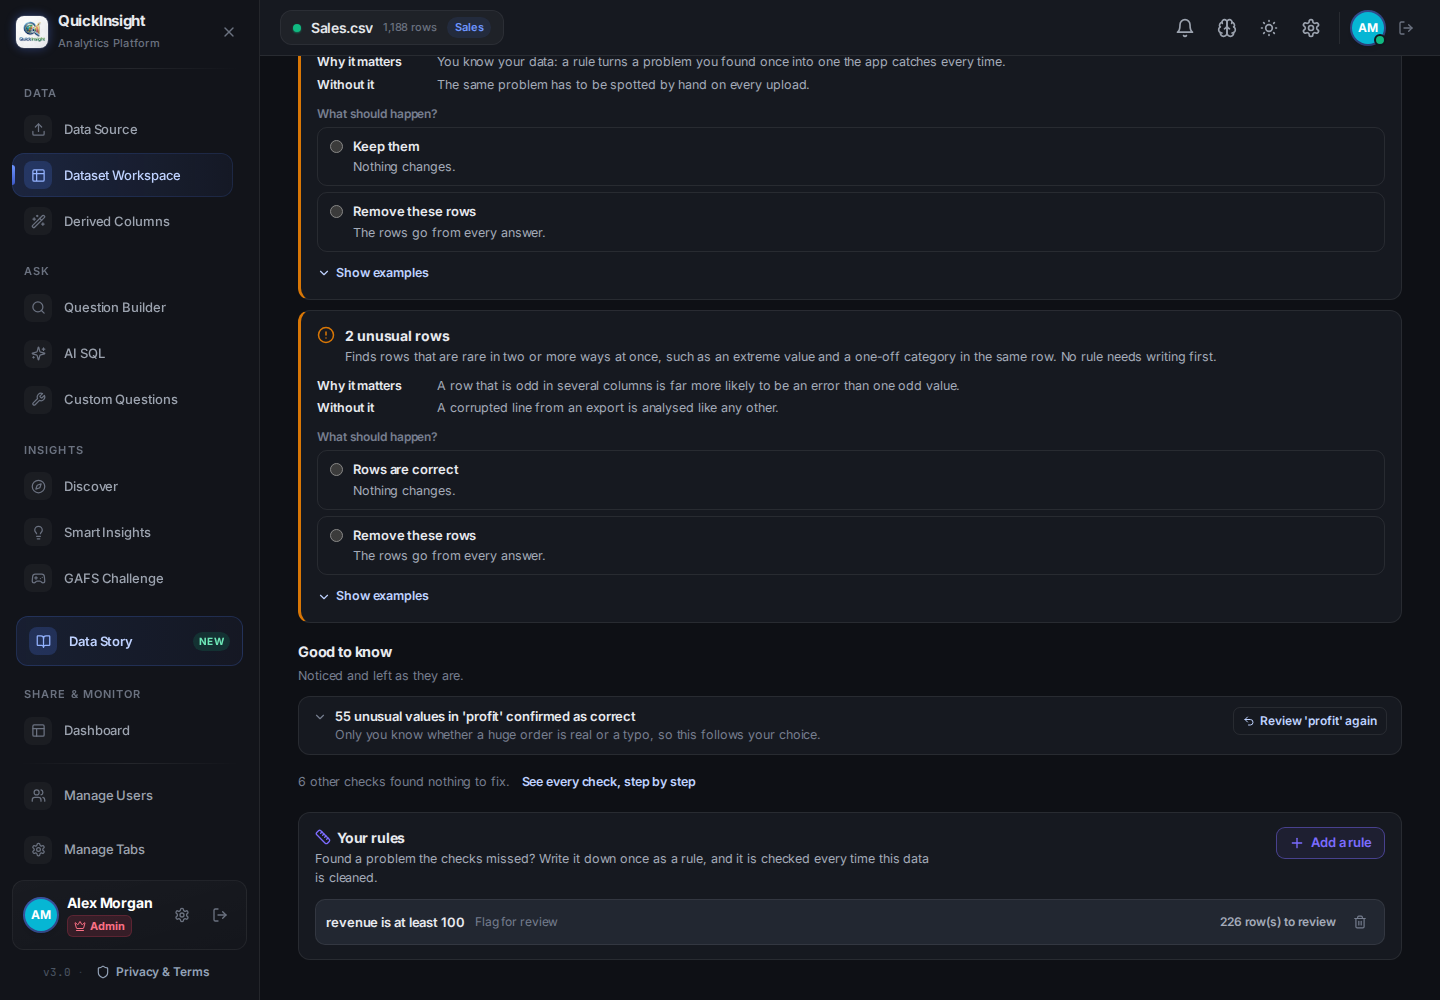 QuickInsight
Analytics Platform
DATA
Data Source
Dataset Workspace
Derived Columns
ASK
Question Builder
AI SQL
Custom Questions
INSIGHTS
Discover
Smart Insights
GAFS Challenge
Data Story NEW
SHARE & MONITOR
Dashboard
Manage Users
Manage Tabs
AM Alex Morgan
Admin
v3.0 · Privacy & Terms
Sales.csv 1,188 rows Sales
AM
Why it matters You know your data: a rule turns a problem you found once into one the app catches every time.
Without it The same problem has to be spotted by hand on every upload.
What should happen?
Keep them
Nothing changes.
Remove these rows
The rows go from every answer.
Show examples
2 unusual rows
Finds rows that are rare in two or more ways at once, such as an extreme value and a one-off category in the same row. No rule needs writing first.
Why it matters A row that is odd in several columns is far more likely to be an error than one odd value.
Without it A corrupted line from an export is analysed like any other.
What should happen?
Rows are correct
Nothing changes.
Remove these rows
The rows go from every answer.
Show examples
Good to know
Noticed and left as they are.
55 unusual values in 'profit' confirmed as correct
Only you know whether a huge order is real or a typo, so this follows your choice.
Review 'profit' again
6 other checks found nothing to fix. See every check, step by step
Your rules
Found a problem the checks missed? Write it down once as a rule, and it is checked every time this data
is cleaned.
Add a rule
revenue is at least 100 Flag for review 226 row(s) to review